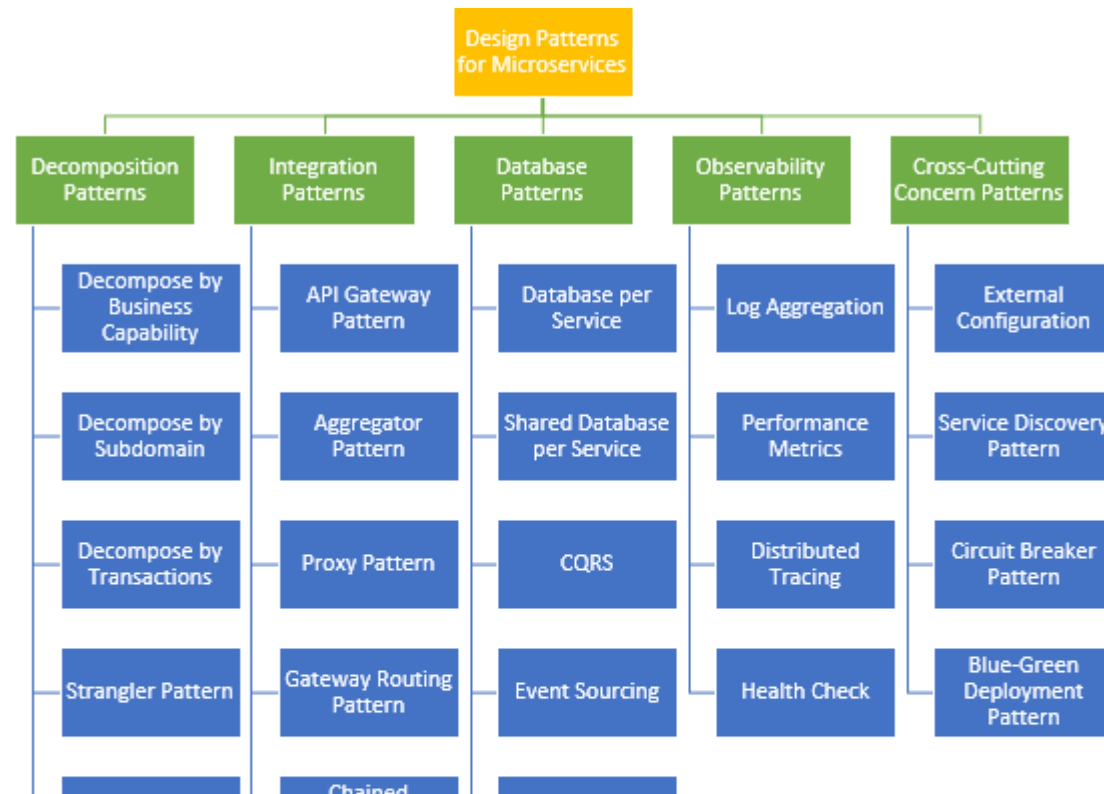 Design Patterns
for Microservices
Decomposition
Patterns
Integration
Patterns
Database
Patterns
Observability
Patterns
Cross-Cutting
Concern Patterns
Decompose by
Business
Capability
API Gateway
Pattern
Database per
Service
Log Aggregation
External
Configuration
Decompose by
Subdomain
Aggregator
Pattern
Shared Database
per Service
Performance
Metrics
Service Discovery
Pattern
Decompose by
Transactions
Proxy Pattern
CQRS
Distributed
Tracing
Circuit Breaker
Pattern
Strangler Pattern
Gateway Routing
Pattern
Event Sourcing
Health Check
Blue-Green
Deployment
Pattern
Chained